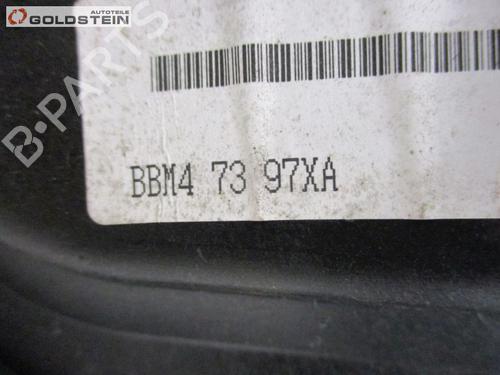 AUTOTEILE
GOLDSTEIN
B-PARTS
BBM4 73 97XA